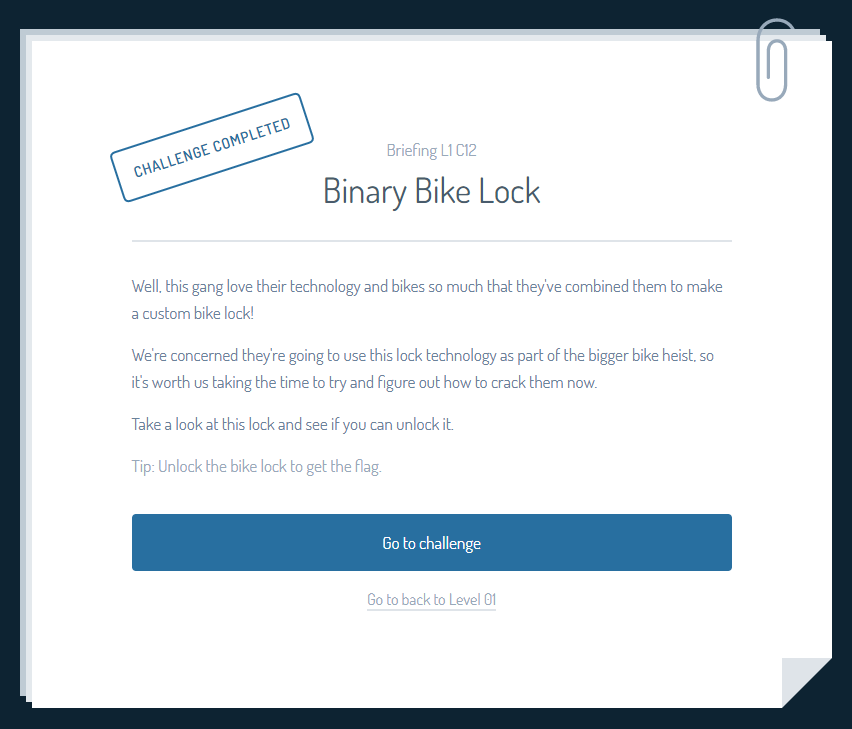 CHALLENGE COMPLETED
Briefing L1 C12
Binary Bike Lock
Well, this gang love their technology and bikes so much that they've combined them to make
a custom bike lock!
We're concerned they're going to use this lock technology as part of the bigger bike heist, so
it's worth us taking the time to try and figure out how to crack them now.
Take a look at this lock and see if you can unlock it.
Tip: Unlock the bike lock to get the flag.
Go to challenge
Go to back to Level 01